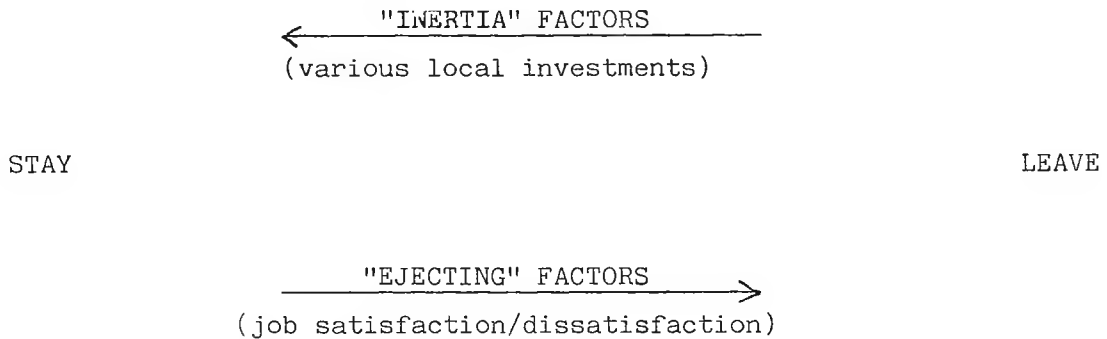 "INERTIA" FACTORS
(various local investments)
STAY LEAVE
"EJECTING" FACTORS
(job satisfaction/dissatisfaction)